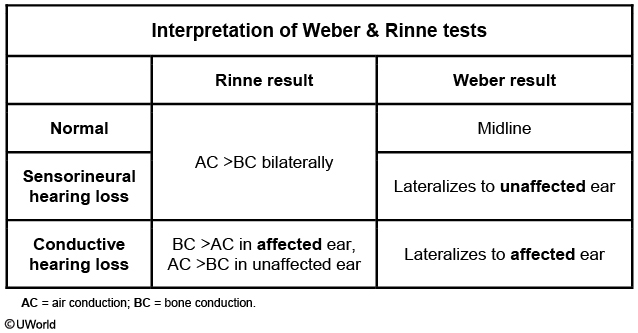 Interpretation of Weber & Rinne tests
Rinne result
Weber result
Normal
AC >BC bilaterally
Midline
Sensorineural
hearing loss
Lateralizes to unaffected ear
Conductive
hearing loss
BC >AC in affected ear,
AC >BC in unaffected ear
Lateralizes to affected ear
AC = air conduction; BC = bone conduction.
©UWorld